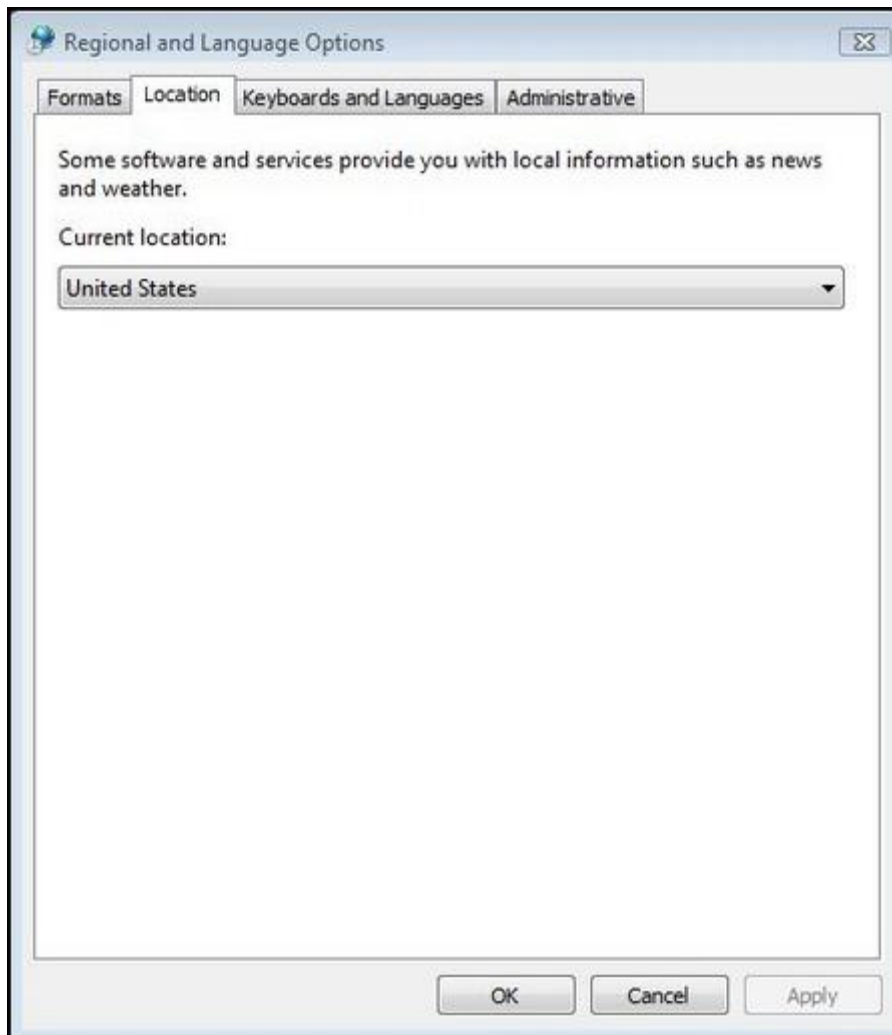 Regional and Language Options
Formats
Location
Keyboards and Languages
Administrative
Some software and services provide you with local information such as news
and weather.
Current location:
United States
OK
Cancel
Apply